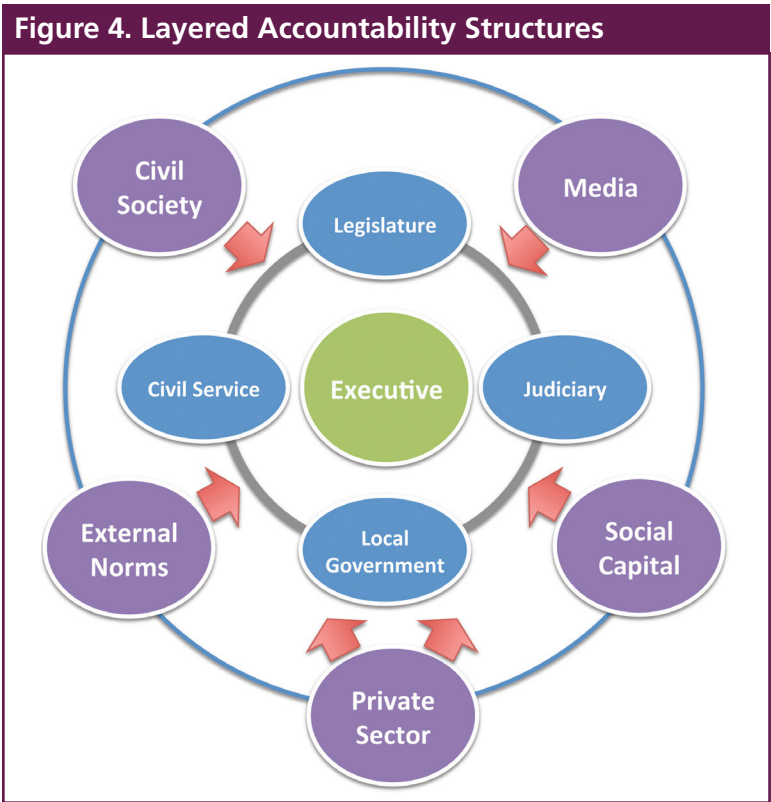 Figure 4. Layered Accountability Structures
Civil
Society
Media
Legislature
Civil Service
Executive
Judiciary
External
Norms
Local
Government
Social
Capital
Private
Sector